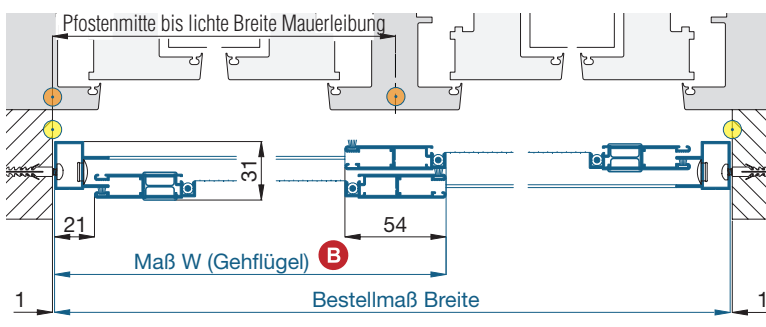 Pfostenmitte bis lichte Breite Mauerleibung
31
21
54
Maß W (Gehflügel) B
1 Bestellmaß Breite 1